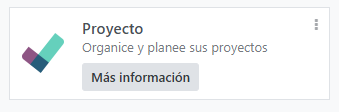 Proyecto
Organice y planee sus proyectos
Más información